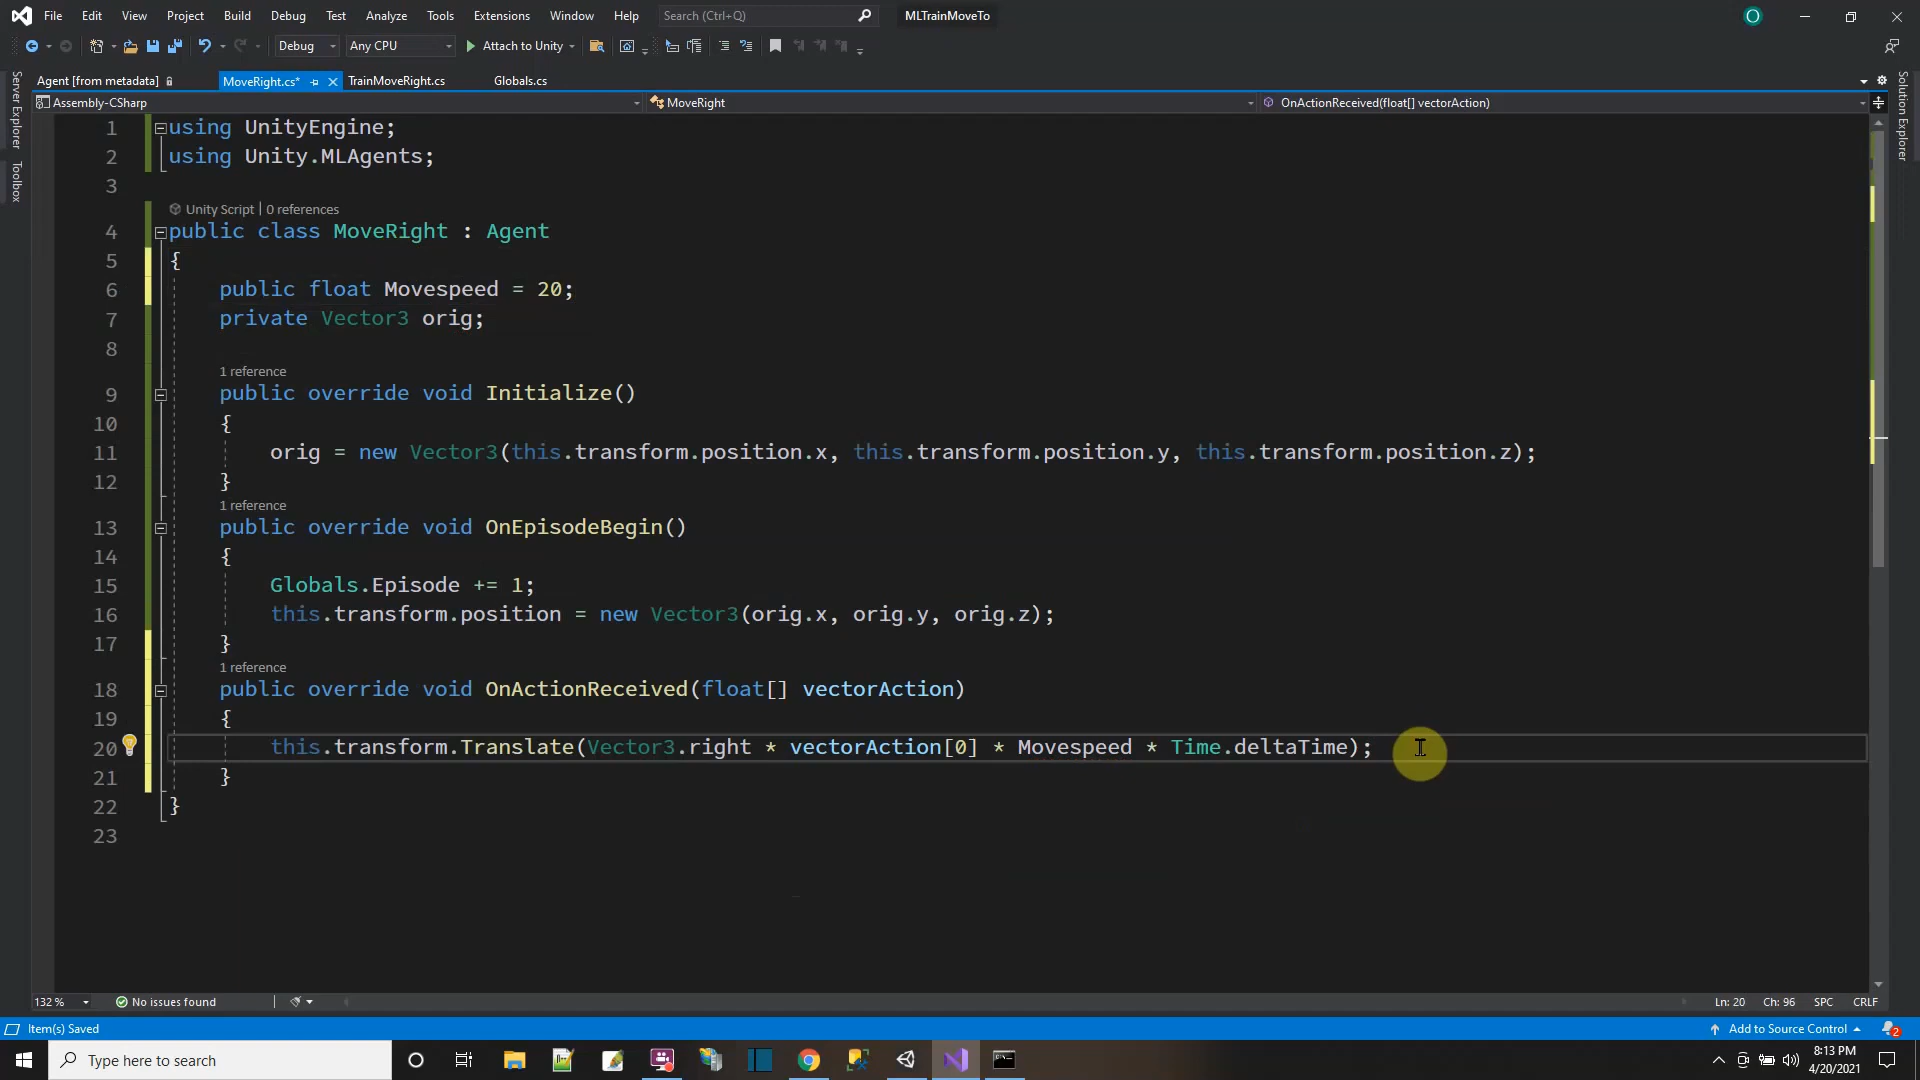 File Edit View Project Build Debug Test Analyze Tools Extensions Window Help Search (Ctrl+Q) MLTrainMoveTo O
Debug Any CPU Attach to Unity
Agent [from metadata] MoveRight.cs* TrainMoveRight.cs Globals.cs
Assembly-CSharp MoveRight OnActionReceived(float[] vectorAction)
Server Explorer
Toolbox
Solution Explorer
1 using UnityEngine;
2 using Unity.MLAgents;
3
Unity Script | 0 references
4 public class MoveRight : Agent
5 {
6 public float Movespeed = 20;
7 private Vector3 orig;
8
1 reference
9 public override void Initialize()
10 {
11 orig = new Vector3(this.transform.position.x, this.transform.position.y, this.transform.position.z);
12 }
1 reference
13 public override void OnEpisodeBegin()
14 {
15 Globals.Episode += 1;
16 this.transform.position = new Vector3(orig.x, orig.y, orig.z);
17 }
1 reference
18 public override void OnActionReceived(float[] vectorAction)
19 {
20 this.transform.Translate(Vector3.right * vectorAction[0] * Movespeed * Time.deltaTime);
21 }
22 }
23
132 % No issues found Ln: 20 Ch: 96 SPC CRLF
Item(s) Saved Add to Source Control 2
Type here to search 8:13 PM
4/20/2021